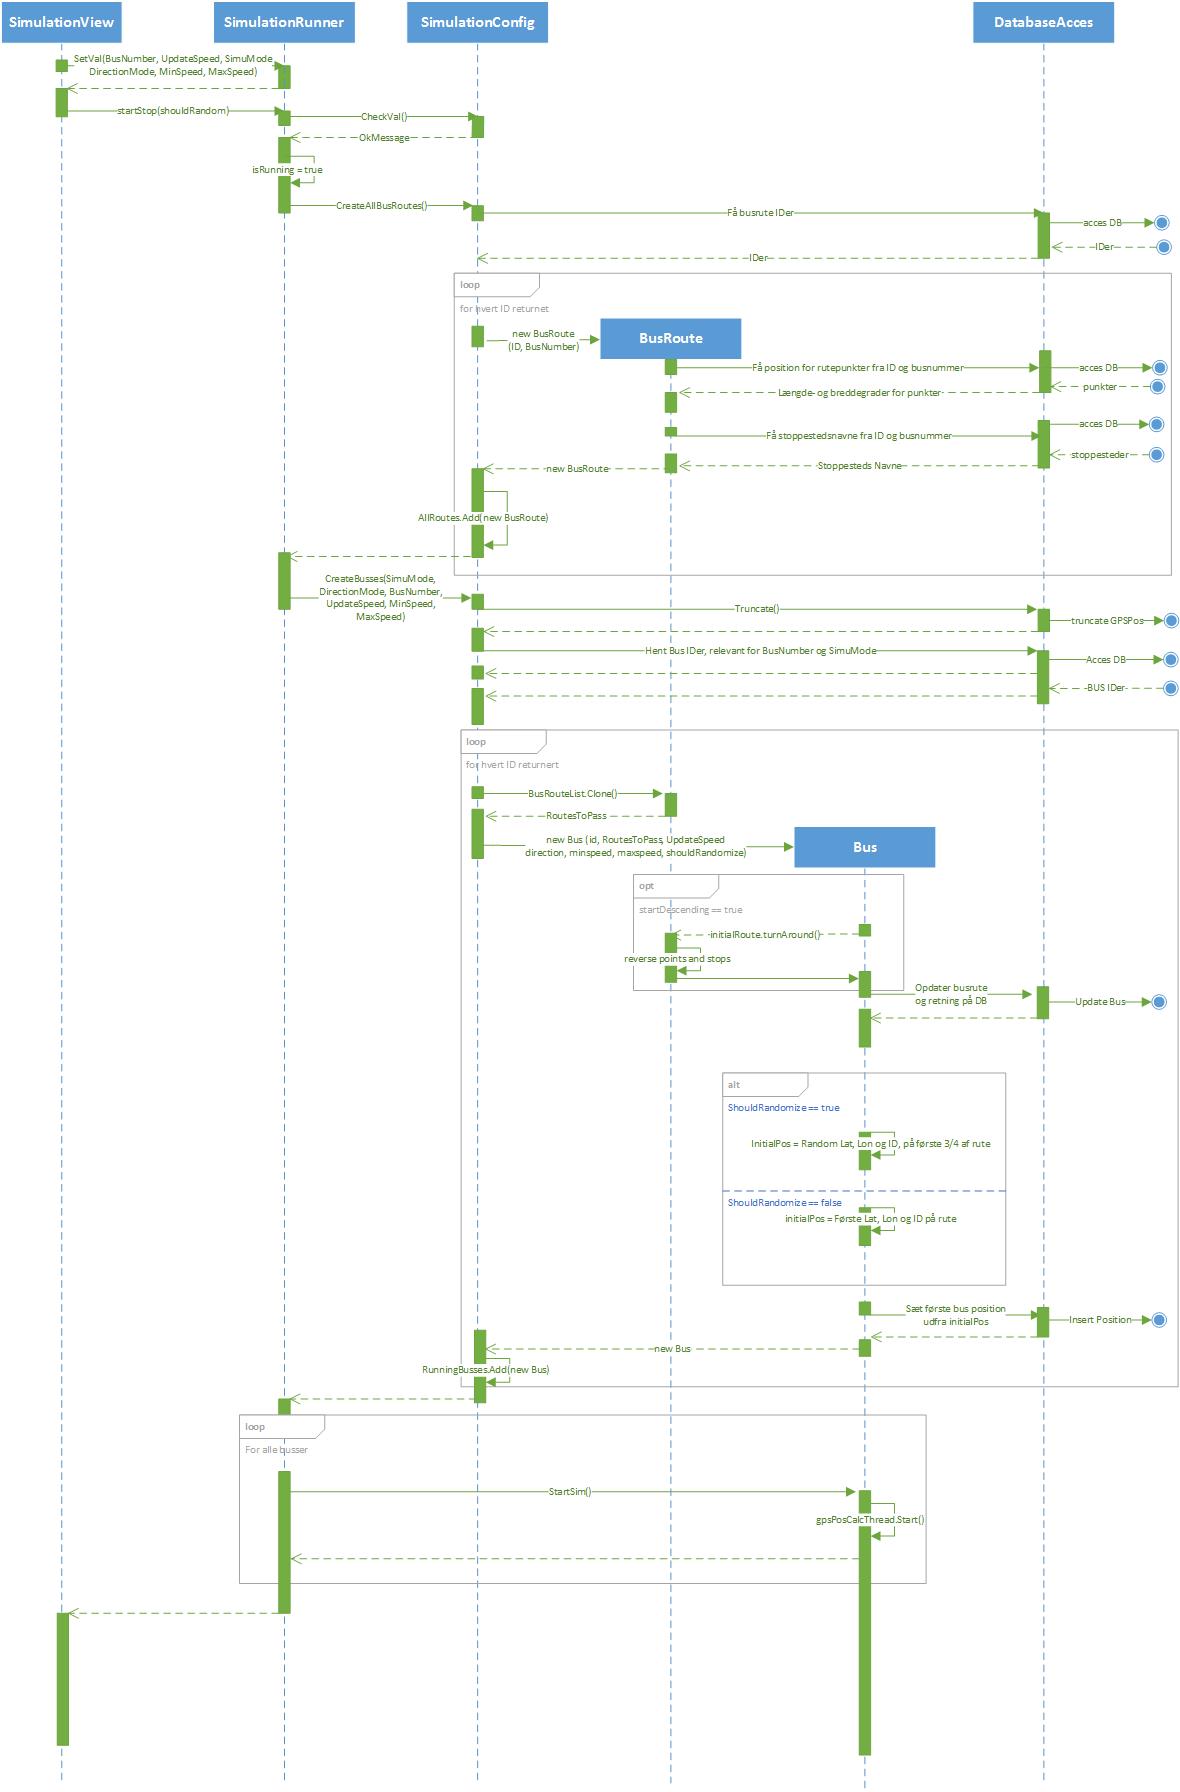 SimulationView
SimulationRunner
SimulationConfig
DatabaseAcces
SetVal(BusNumber, UpdateSpeed, SimuMode
DirectionMode, MinSpeed, MaxSpeed)
startStop(shouldRandom)
CheckVal()
OkMessage
isRunning = true
CreateAllBusRoutes()
Få busrute IDer
acces DB
IDer
IDer
loop
for hvert ID returnet
new BusRoute
(ID, BusNumber)
BusRoute
Få position for rutepunkter fra ID og busnummer
acces DB
punkter
Længde- og breddegrader for punkter
acces DB
Få stoppestedsnavne fra ID og busnummer
stoppesteder
Stoppesteds Navne
new BusRoute
AllRoutes.Add(new BusRoute)
CreateBusses(SimuMode,
DirectionMode, BusNumber,
UpdateSpeed, MinSpeed,
MaxSpeed)
Truncate()
truncate GPSPos
Hent Bus IDer, relevant for BusNumber og SimuMode
Acces DB
BUS IDer
loop
for hvert ID returnert
BusRouteList.Clone()
RoutesToPass
new Bus (id, RoutesToPass, UpdateSpeed
direction, minspeed, maxspeed, shouldRandomize)
Bus
opt
startDescending == true
initialRoute.turnAround()
reverse points and stops
Opdater busrute
og retning på DB
Update Bus
alt
ShouldRandomize == true
InitialPos = Random Lat, Lon og ID, på første 3/4 af rute
ShouldRandomize == false
initialPos = Første Lat, Lon og ID på rute
Sæt første bus position
udfra initialPos
Insert Position
new Bus
RunningBusses.Add(new Bus)
loop
For alle busser
StartSim()
gpsPosCalcThread.Start()